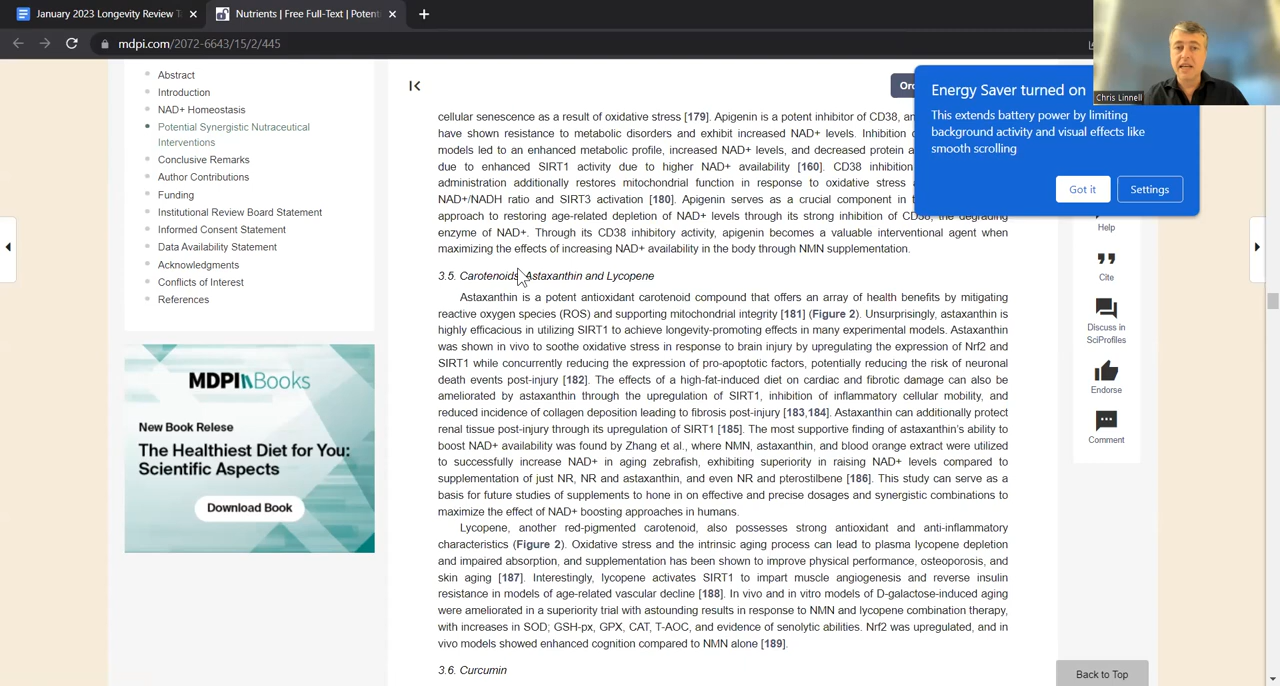 January 2023 Longevity Review T
Nutrients | Free Full-Text | Potent
mdpi.com/2072-6643/15/2/445
Chris Linnell
Abstract
Introduction
NAD+ Homeostasis
Potential Synergistic Nutraceutical
Interventions
Conclusive Remarks
Author Contributions
Funding
Institutional Review Board Statement
Informed Consent Statement
Data Availability Statement
Acknowledgments
Conflicts of Interest
References
MDPI Books
New Book Relese
The Healthiest Diet for You:
Scientific Aspects
Download Book
Energy Saver turned on
This extends battery power by limiting
background activity and visual effects like
smooth scrolling
Got it
Settings
cellular senescence as a result of oxidative stress [179]. Apigenin is a potent inhibitor of CD38,
have shown resistance to metabolic disorders and exhibit increased NAD+ levels. Inhibition
models led to an enhanced metabolic profile, increased NAD+ levels, and decreased protein
due to enhanced SIRT1 activity due to higher NAD+ availability [160]. CD38 inhibition
administration additionally restores mitochondrial function in response to oxidative stress
NAD+/NADH ratio and SIRT3 activation [180]. Apigenin serves as a crucial component in
approach to restoring age-related depletion of NAD+ levels through its strong inhibition of CD38, the degrading
enzyme of NAD+. Through its CD38 inhibitory activity, apigenin becomes a valuable interventional agent when
maximizing the effects of increasing NAD+ availability in the body through NMN supplementation.
3.5. Carotenoids: Astaxanthin and Lycopene
Astaxanthin is a potent antioxidant carotenoid compound that offers an array of health benefits by mitigating
reactive oxygen species (ROS) and supporting mitochondrial integrity [181] (Figure 2). Unsurprisingly, astaxanthin is
highly efficacious in utilizing SIRT1 to achieve longevity-promoting effects in many experimental models. Astaxanthin
was shown in vivo to soothe oxidative stress in response to brain injury by upregulating the expression of Nrf2 and
SIRT1 while concurrently reducing the expression of pro-apoptotic factors, potentially reducing the risk of neuronal
death events post-injury [182]. The effects of a high-fat-induced diet on cardiac and fibrotic damage can also be
ameliorated by astaxanthin through the upregulation of SIRT1, inhibition of inflammatory cellular mobility, and
reduced incidence of collagen deposition leading to fibrosis post-injury [183,184]. Astaxanthin can additionally protect
renal tissue post-injury through its upregulation of SIRT1 [185]. The most supportive finding of astaxanthin's ability to
boost NAD+ availability was found by Zhang et al., where NMN, astaxanthin, and blood orange extract were utilized
to successfully increase NAD+ in aging zebrafish, exhibiting superiority in raising NAD+ levels compared to
supplementation of just NR, NR and astaxanthin, and even NR and pterostilbene [186]. This study can serve as a
basis for future studies of supplements to hone in on effective and precise dosages and synergistic combinations to
maximize the effect of NAD+ boosting approaches in humans.
Lycopene, another red-pigmented carotenoid, also possesses strong antioxidant and anti-inflammatory
characteristics (Figure 2). Oxidative stress and the intrinsic aging process can lead to plasma lycopene depletion
and impaired absorption, and supplementation has been shown to improve physical performance, osteoporosis, and
skin aging [187]. Interestingly, lycopene activates SIRT1 to impart muscle angiogenesis and reverse insulin
resistance in models of age-related vascular decline [188]. In vivo and in vitro models of D-galactose-induced aging
were ameliorated in a superiority trial with astounding results in response to NMN and lycopene combination therapy,
with increases in SOD; GSH-px, GPX, CAT, T-AOC, and evidence of senolytic abilities. Nrf2 was upregulated, and in
vivo models showed enhanced cognition compared to NMN alone [189].
3.6. Curcumin
Help
Cite
Discuss in
SciProfiles
Endorse
Comment
Back to Top